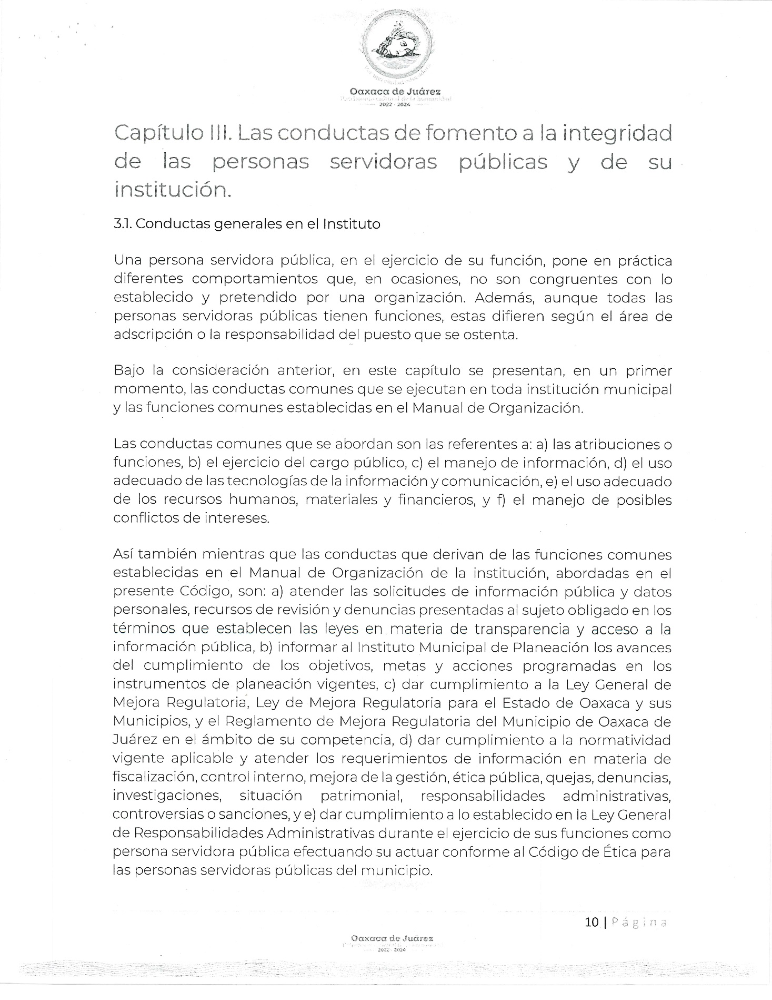 Por una ciudad educadora
Oaxaca de Juárez
Patrimonio cultural de la humanidad
2022 - 2024
Capítulo III. Las conductas de fomento a la integridad
de las personas servidoras públicas y de su
institución.
3.1. Conductas generales en el Instituto
Una persona servidora pública, en el ejercicio de su función, pone en práctica
diferentes comportamientos que, en ocasiones, no son congruentes con lo
establecido y pretendido por una organización. Además, aunque todas las
personas servidoras públicas tienen funciones, estas difieren según el área de
adscripción o la responsabilidad del puesto que se ostenta.
Bajo la consideración anterior, en este capítulo se presentan, en un primer
momento, las conductas comunes que se ejecutan en toda institución municipal
y las funciones comunes establecidas en el Manual de Organización.
Las conductas comunes que se abordan son las referentes a: a) las atribuciones o
funciones, b) el ejercicio del cargo público, c) el manejo de información, d) el uso
adecuado de las tecnologías de la información y comunicación, e) el uso adecuado
de los recursos humanos, materiales y financieros, y f) el manejo de posibles
conflictos de intereses.
Así también mientras que las conductas que derivan de las funciones comunes
establecidas en el Manual de Organización de la institución, abordadas en el
presente Código, son: a) atender las solicitudes de información pública y datos
personales, recursos de revisión y denuncias presentadas al sujeto obligado en los
términos que establecen las leyes en materia de transparencia y acceso a la
información pública, b) informar al Instituto Municipal de Planeación los avances
del cumplimiento de los objetivos, metas y acciones programadas en los
instrumentos de planeación vigentes, c) dar cumplimiento a la Ley General de
Mejora Regulatoria, Ley de Mejora Regulatoria para el Estado de Oaxaca y sus
Municipios, y el Reglamento de Mejora Regulatoria del Municipio de Oaxaca de
Juárez en el ámbito de su competencia, d) dar cumplimiento a la normatividad
vigente aplicable y atender los requerimientos de información en materia de
fiscalización, control interno, mejora de la gestión, ética pública, quejas, denuncias,
investigaciones, situación patrimonial, responsabilidades administrativas,
controversias o sanciones, y e) dar cumplimiento a lo establecido en la Ley General
de Responsabilidades Administrativas durante el ejercicio de sus funciones como
persona servidora pública efectuando su actuar conforme al Código de Ética para
las personas servidoras públicas del municipio.
10 | Página
Oaxaca de Juárez
2022 - 2024